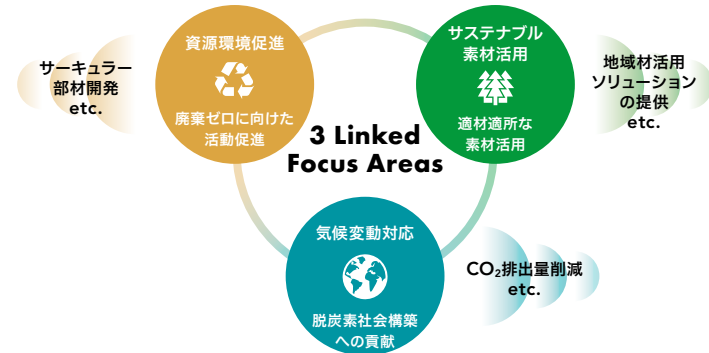 資源環境促進
廃棄ゼロに向けた
活動促進
サーキュラー
部材開発
etc.
サステナブル
素材活用
適材適所な
素材活用
地域材活用
ソリューション
の提供
etc.
3 Linked
Focus Areas
気候変動対応
脱炭素社会構築
への貢献
CO₂排出量削減
etc.